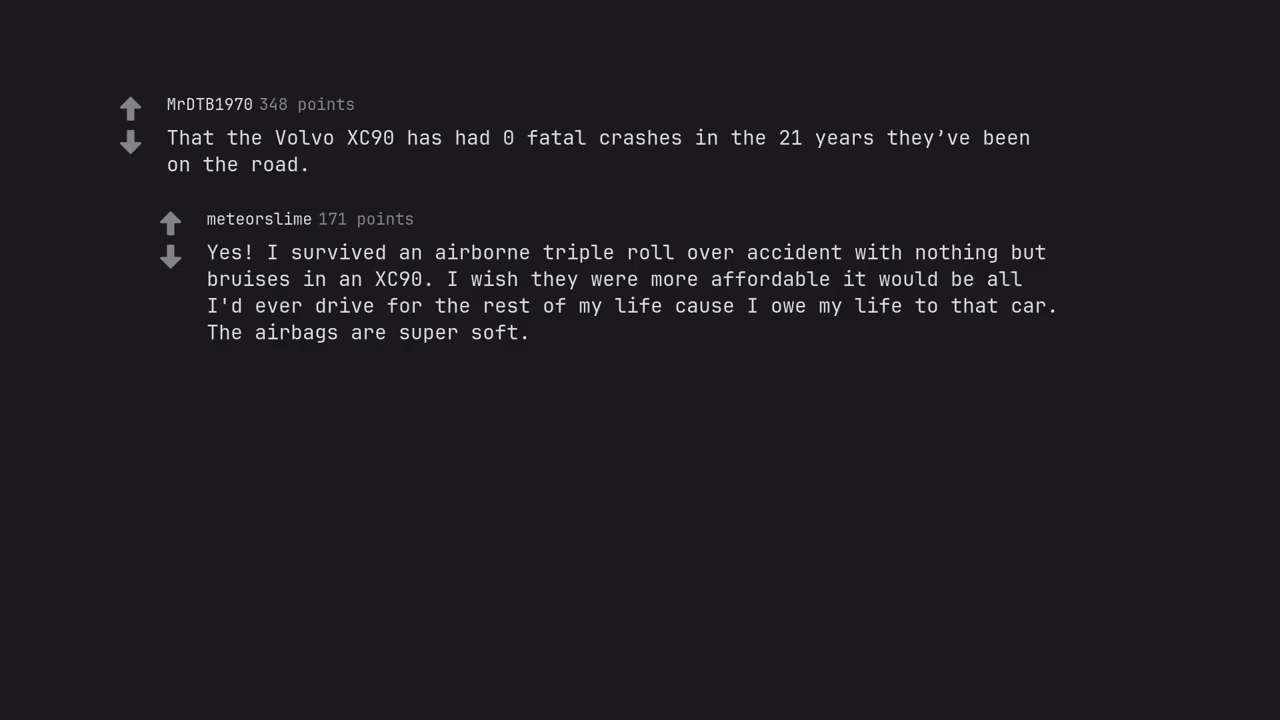 MrDTB1970 348 points
That the Volvo XC90 has had 0 fatal crashes in the 21 years they’ve been
on the road.
meteorslime 171 points
Yes! I survived an airborne triple roll over accident with nothing but
bruises in an XC90. I wish they were more affordable it would be all
I'd ever drive for the rest of my life cause I owe my life to that car.
The airbags are super soft.